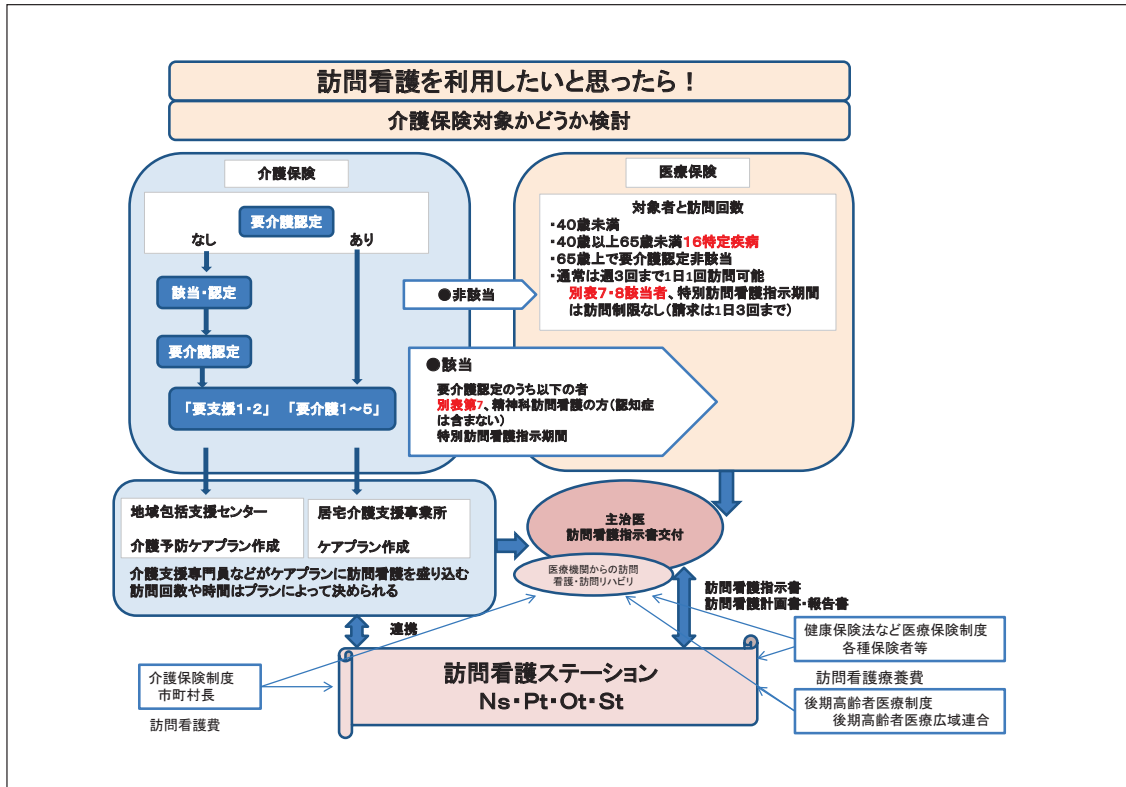 訪問看護を利用したいと思ったら！
介護保険対象かどうか検討
介護保険
要介護認定
なし
あり
該当・認定
要介護認定
「要支援1・2」 「要介護1～5」
医療保険
対象者と訪問回数
・40歳未満
・40歳以上65歳未満16特定疾病
・65歳上で要介護認定非該当
・通常は週3回まで1日1回訪問可能
別表7・8該当者、特別訪問看護指示期間
は訪問制限なし（請求は1日3回まで）
●非該当
●該当
要介護認定のうち以下の者
別表第7、精神科訪問看護の方（認知症
は含まない）
特別訪問看護指示期間
地域包括支援センター
介護予防ケアプラン作成
居宅介護支援事業所
ケアプラン作成
介護支援専門員などがケアプランに訪問看護を盛り込む
訪問回数や時間はプランによって決められる
主治医
訪問看護指示書交付
医療機関からの訪問
看護・訪問リハビリ
訪問看護指示書
訪問看護計画書・報告書
連携
健康保険法など医療保険制度
各種保険者等
訪問看護療養費
介護保険制度
市町村長
訪問看護費
訪問看護ステーション
Ns・Pt・Ot・St
後期高齢者医療制度
後期高齢者医療広域連合